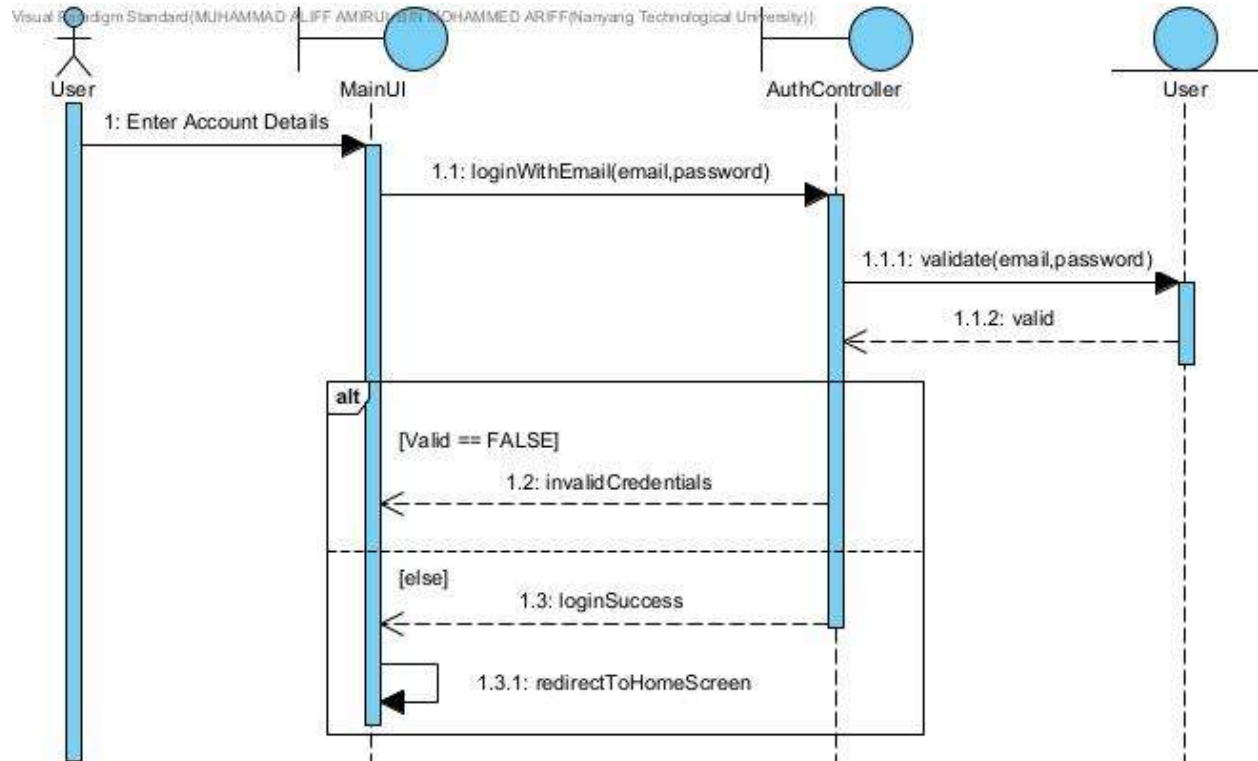 Visual Paradigm Standard(MUHAMMAD ALIFF AMIRUL BIN MOHAMMED ARIFF(Nanyang Technological University))
User
MainUI
AuthController
User
1: Enter Account Details
1.1: loginWithEmail(email,password)
1.1.1: validate(email,password)
1.1.2: valid
alt
[Valid == FALSE]
1.2: invalidCredentials
[else]
1.3: loginSuccess
1.3.1: redirectToHomeScreen